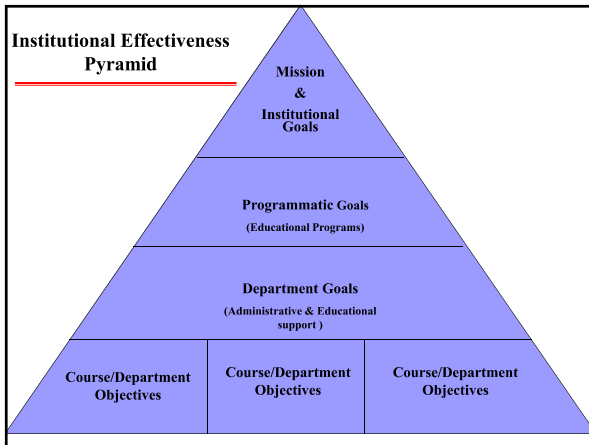 Institutional Effectiveness
Pyramid
Mission
&
Institutional
Goals
Programmatic Goals
(Educational Programs)
Department Goals
(Administrative & Educational
support )
Course/Department
Objectives
Course/Department
Objectives
Course/Department
Objectives